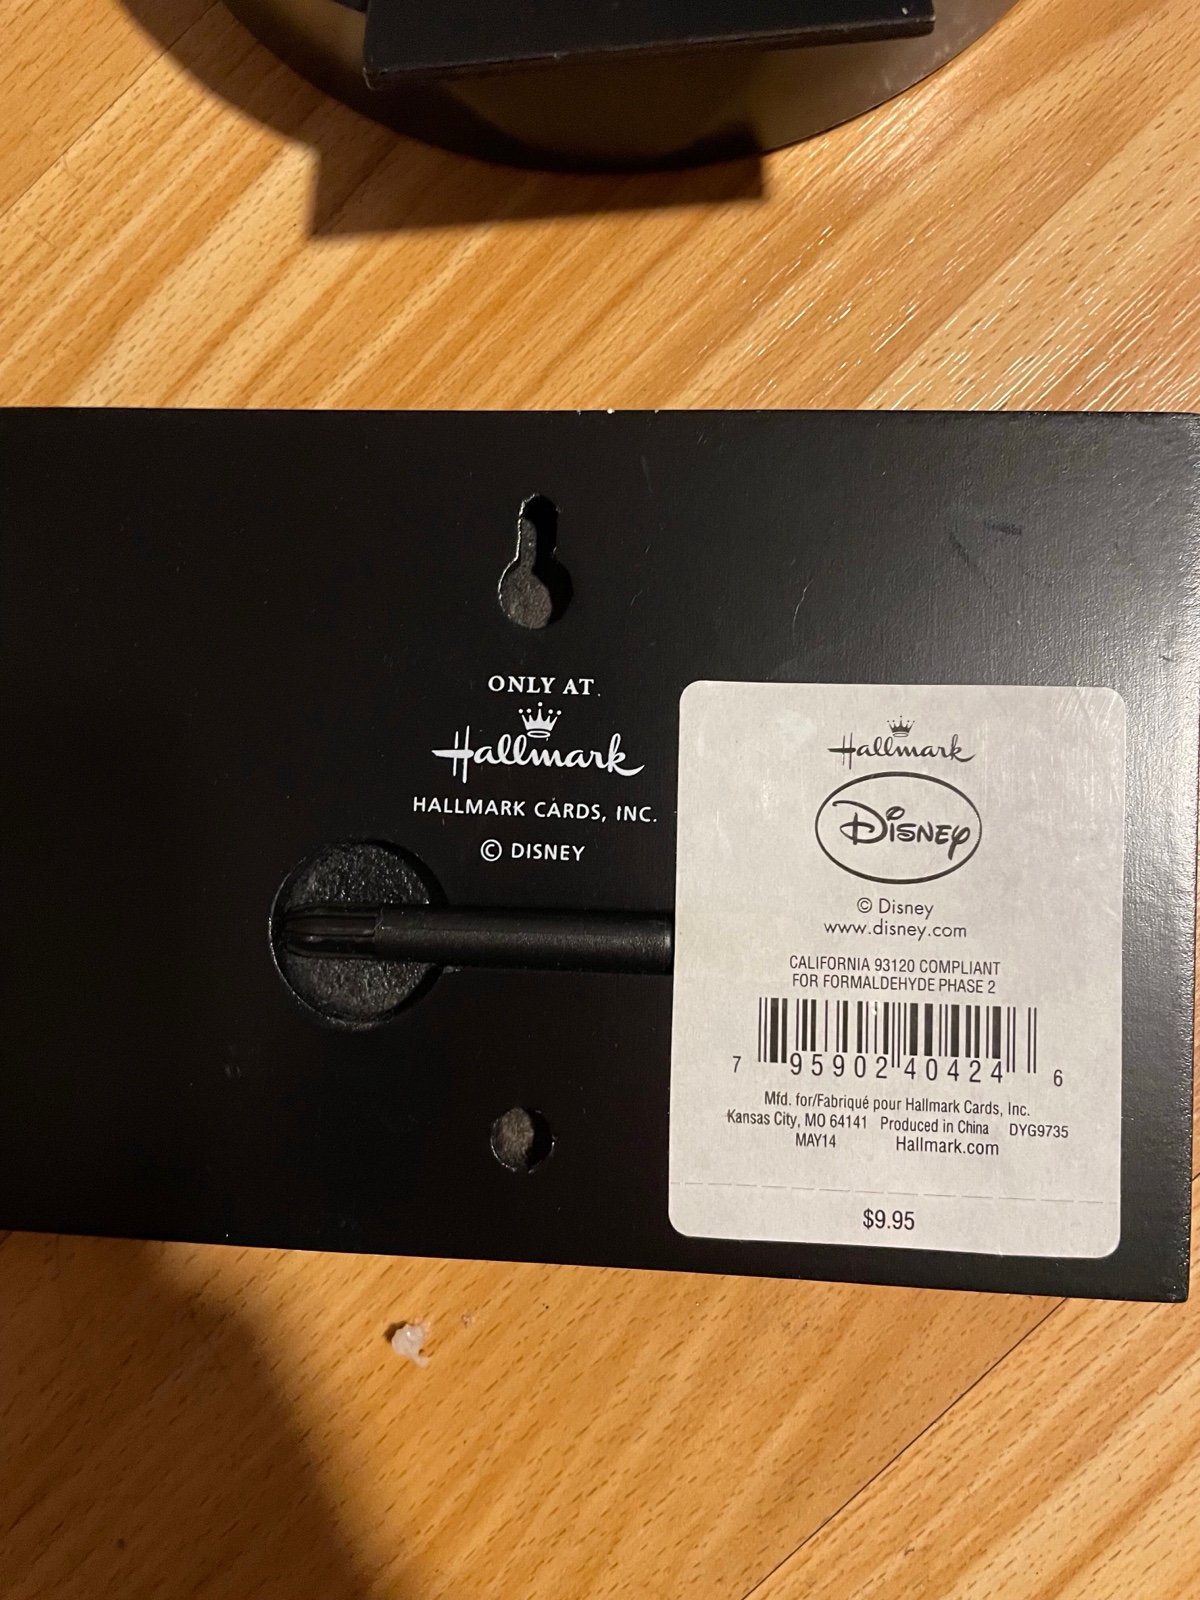 ONLY AT
Hallmark
HALLMARK CARDS, INC.
© DISNEY
Hallmark
Disney
© Disney
www.disney.com
CALIFORNIA 93120 COMPLIANT
FOR FORMALDEHYDE PHASE 2
7 95902 40424 6
Mfd. for/Fabriqué pour Hallmark Cards, Inc.
Kansas City, MO 64141 Produced in China DYG9735
MAY14 Hallmark.com
$9.95